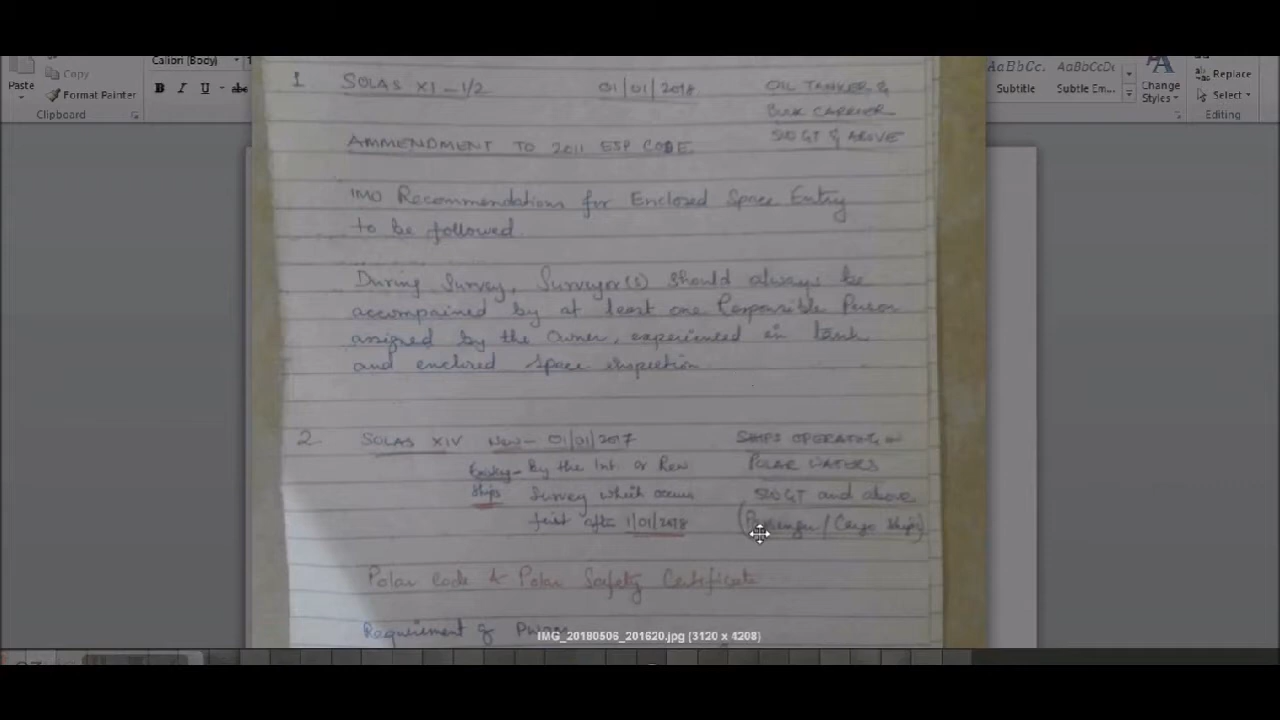 Calibri (Body)
Paste
Copy
Format Painter
B I U abc
Clipboard
AaBbCc.
AaBbCcDc
Subtitle
Subtle Em...
Change
Styles
Replace
Select
Editing
1 SOLAS XI-1/2 01/01/2018 OIL TANKER &
BULK CARRIER
500 GT & ABOVE
AMMENDMENT TO 2011 ESP CODE
IMO Recommendations for Enclosed Space Entry
to be followed
During Survey, Surveyor(s) should always be
accompained by at least one Responsible Person
assigned by the Owner, experienced in tank
and enclosed space inspection
2 SOLAS XIV New - 01/01/2017 SHIPS OPERATING IN
Existing - By the Int. or Ren POLAR WATERS
Ships Survey which occurs 500 GT and above
first after 1/01/2018 (Passenger / Cargo ships)
Polar Code & Polar Safety Certificate
Requirement of
IMG_20180506_201620.jpg (3120 x 4208)